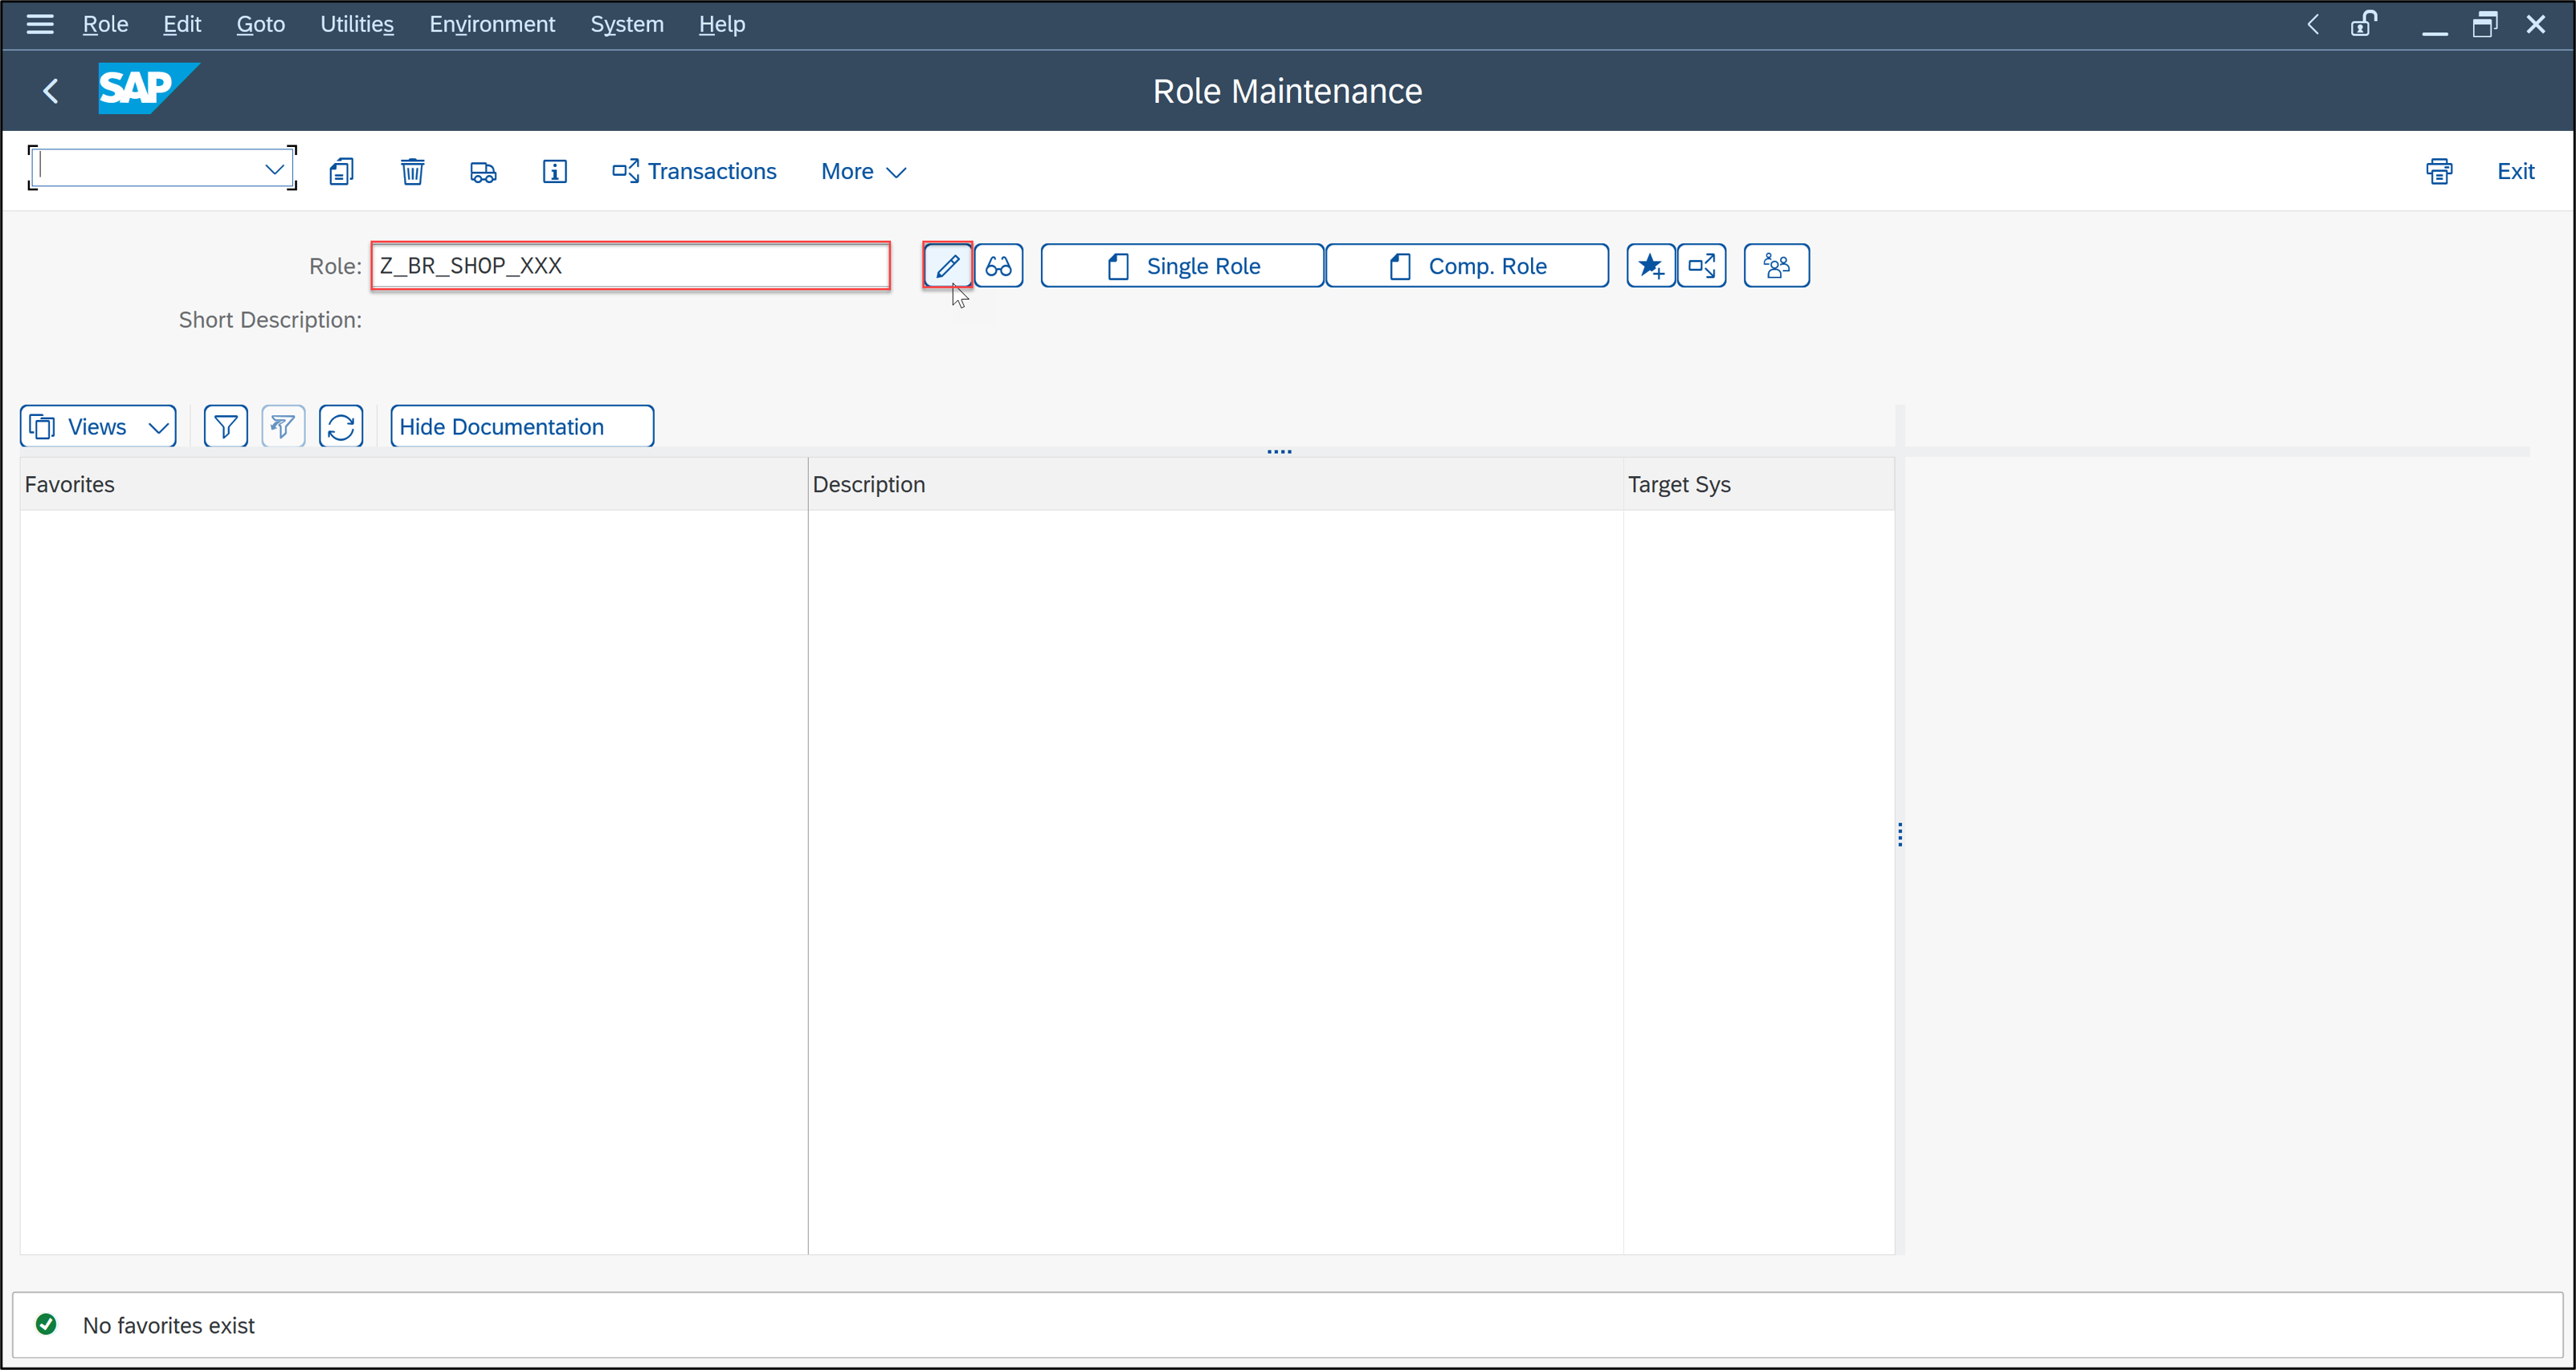 Role Edit Goto Utilities Environment System Help
SAP
Role Maintenance
Transactions More Exit
Role: Z_BR_SHOP_XXX Single Role Comp. Role
Short Description:
Views Hide Documentation
Favorites Description Target Sys
No favorites exist